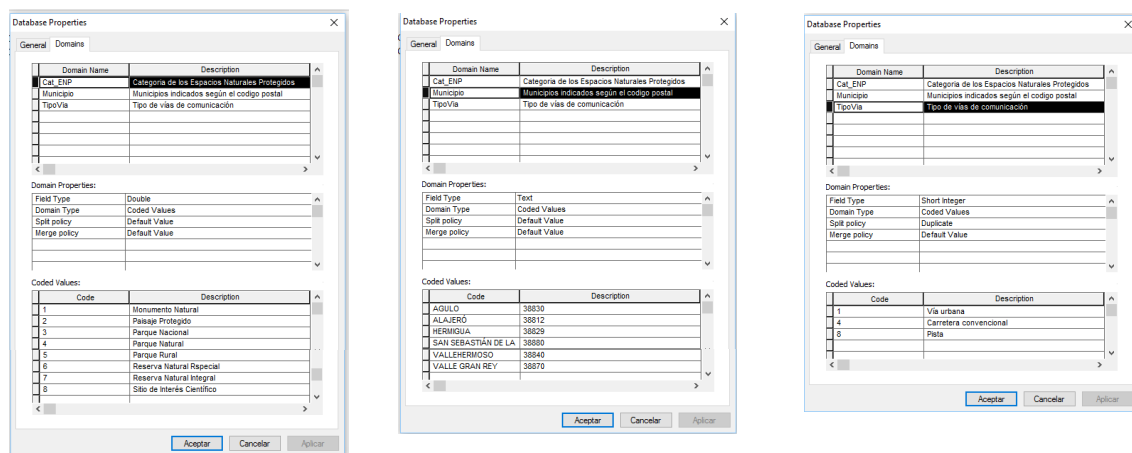 Database Properties
General Domains
Domain Name Description
Cat_ENP Categoria de los Espacios Naturales Protegidos
Municipio Municipios indicados según el codigo postal
TipoVia Tipo de vías de comunicación
Domain Properties:
Field Type Double
Domain Type Coded Values
Split policy Default Value
Merge policy Default Value
Coded Values:
Code Description
1 Monumento Natural
2 Paisaje Protegido
3 Parque Nacional
4 Parque Natural
5 Parque Rural
6 Reserva Natural Rspecial
7 Reserva Natural Integral
8 Sitio de Interés Científico
Aceptar Cancelar Aplicar
Database Properties
General Domains
Domain Name Description
Cat_ENP Categoria de los Espacios Naturales Protegidos
Municipio Municipios indicados según el codigo postal
TipoVia Tipo de vías de comunicación
Domain Properties:
Field Type Text
Domain Type Coded Values
Split policy Default Value
Merge policy Default Value
Coded Values:
Code Description
AGULO 38830
ALAJERÓ 38812
HERMIGUA 38829
SAN SEBASTIÁN DE LA 38880
VALLEHERMOSO 38840
VALLE GRAN REY 38870
Aceptar Cancelar Aplicar
Database Properties
General Domains
Domain Name Description
Cat_ENP Categoria de los Espacios Naturales Protegidos
Municipio Municipios indicados según el codigo postal
TipoVia Tipo de vías de comunicación
Domain Properties:
Field Type Short Integer
Domain Type Coded Values
Split policy Duplicate
Merge policy Default Value
Coded Values:
Code Description
1 Vía urbana
4 Carretera convencional
8 Pista
Aceptar Cancelar Aplicar